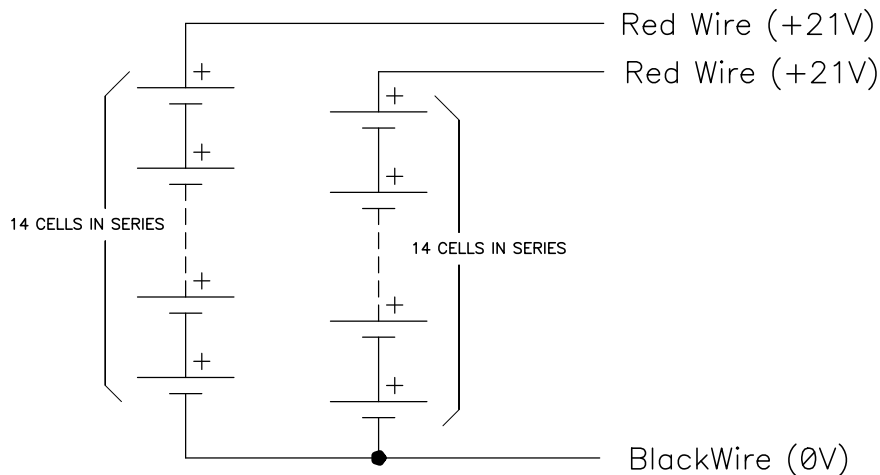 Red Wire (+21V)
Red Wire (+21V)
+
+
+
+
14 CELLS IN SERIES
14 CELLS IN SERIES
+
+
+
+
BlackWire (0V)